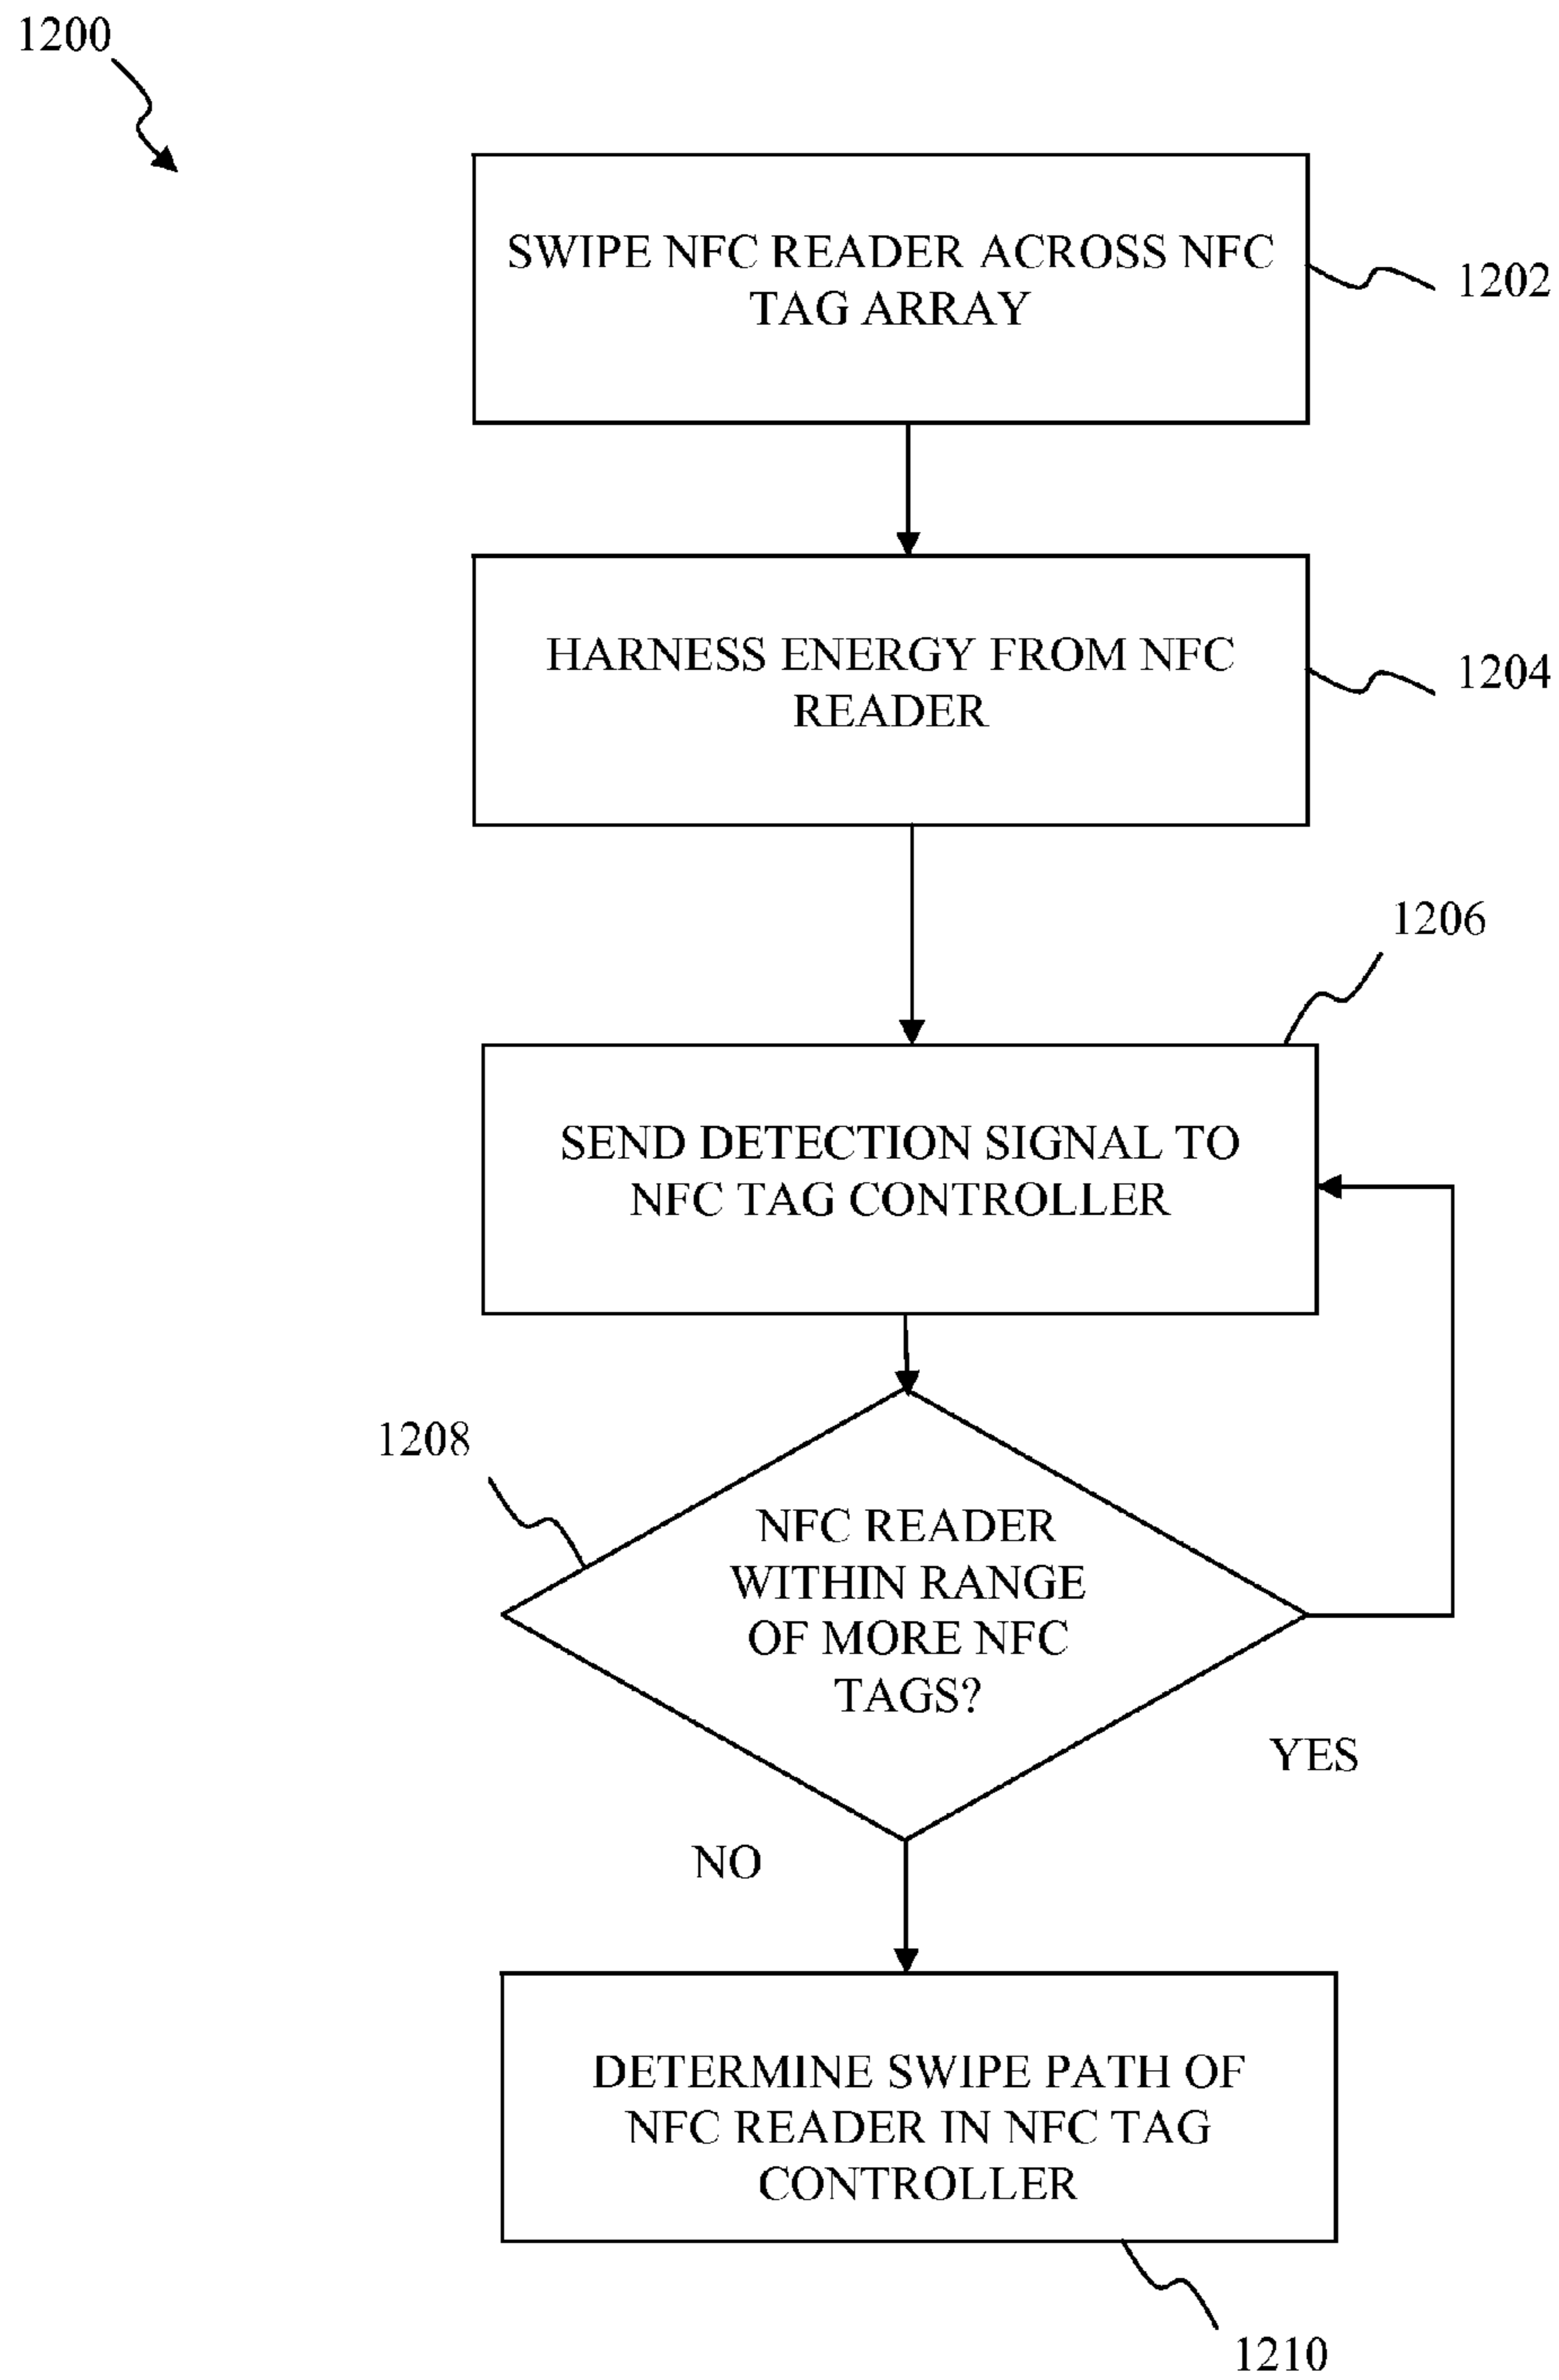 1200
SWIPE NFC READER ACROSS NFC
TAG ARRAY
1202
HARNESS ENERGY FROM NFC
READER
1204
1206
SEND DETECTION SIGNAL TO
NFC TAG CONTROLLER
1208
NFC READER
WITHIN RANGE
OF MORE NFC
TAGS?
YES
NO
DETERMINE SWIPE PATH OF
NFC READER IN NFC TAG
CONTROLLER
1210